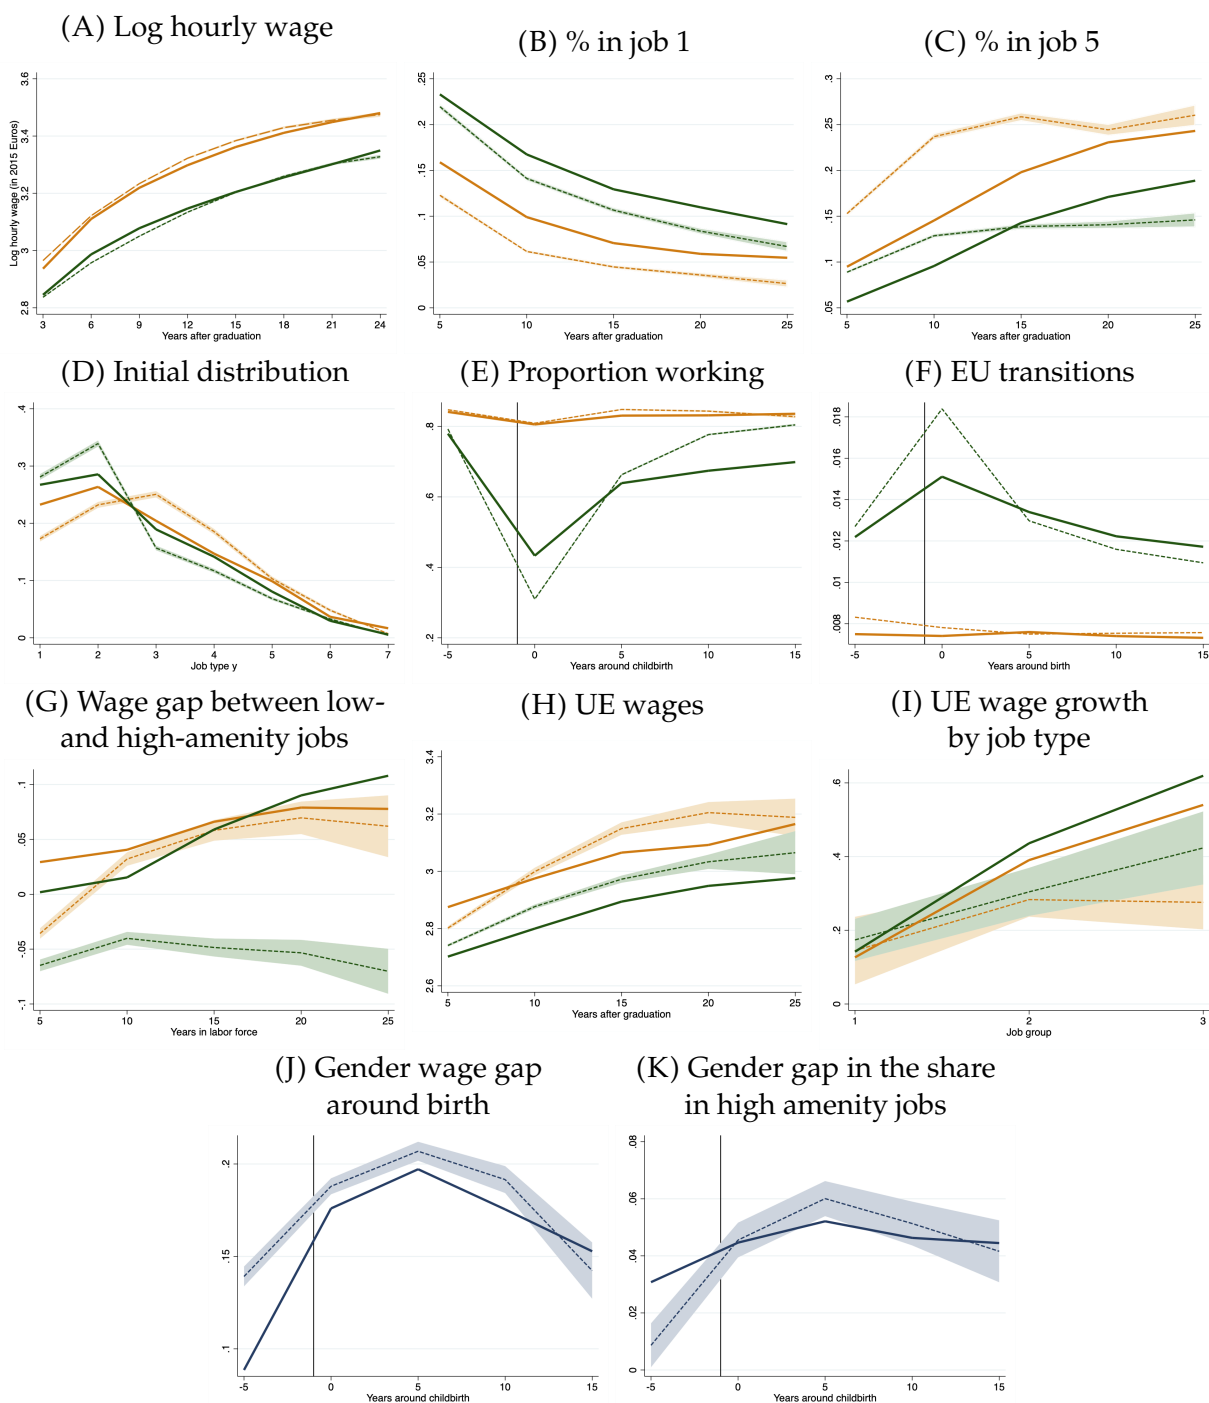 (A) Log hourly wage
Log hourly wage (in 2015 Euros)
3.6
3.4
3.2
3
2.8
3 6 9 12 15 18 21 24
Years after graduation
(B) % in job 1
.25
.2
.15
.1
.05
0
5 10 15 20 25
Years after graduation
(C) % in job 5
.3
.25
.2
.15
.1
.05
5 10 15 20 25
Years after graduation
(D) Initial distribution
.4
.3
.2
.1
0
1 2 3 4 5 6 7
Job type y
(E) Proportion working
.8
.6
.4
.2
-5 0 5 10 15
Years around childbirth
(F) EU transitions
.018
.016
.014
.012
.01
.008
-5 0 5 10 15
Years around birth
(G) Wage gap between low-
and high-amenity jobs
.1
.05
0
-.05
-.1
5 10 15 20 25
Years in labor force
(H) UE wages
3.4
3.2
3
2.8
2.6
5 10 15 20 25
Years after graduation
(I) UE wage growth
by job type
.6
.4
.2
0
1 2 3
Job group
(J) Gender wage gap
around birth
.2
.15
.1
-5 0 5 10 15
Years around childbirth
(K) Gender gap in the share
in high amenity jobs
.08
.06
.04
.02
0
-5 0 5 10 15
Years around childbirth